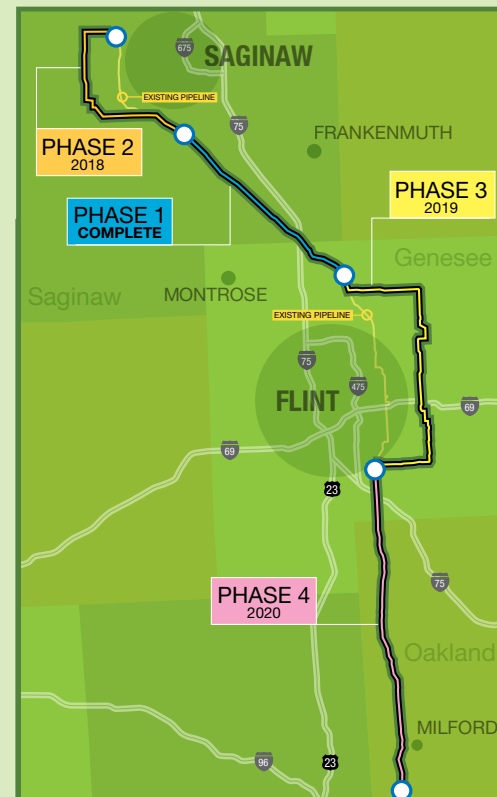 675
SAGINAW
EXISTING PIPELINE
75
FRANKENMUTH
PHASE 2
2018
PHASE 3
2019
PHASE 1
COMPLETE
Genesee
Saginaw
MONTROSE
EXISTING PIPELINE
75
475
FLINT
69
69
23
75
PHASE 4
2020
Oakland
MILFORD
96
23